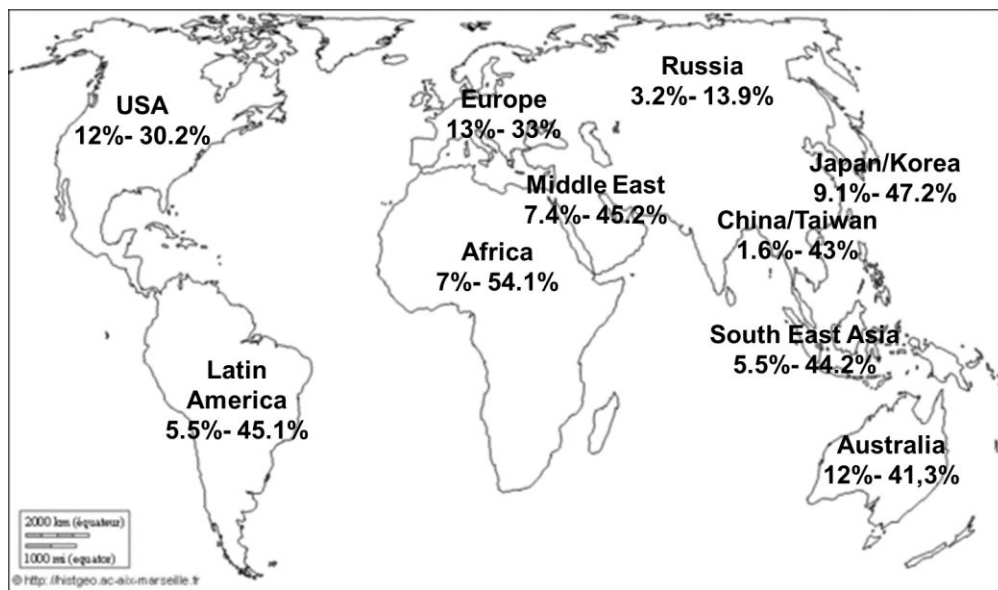 USA
12%- 30.2%
Europe
13%- 33%
Russia
3.2%- 13.9%
Middle East
7.4%- 45.2%
Japan/Korea
9.1%- 47.2%
China/Taiwan
1.6%- 43%
Africa
7%- 54.1%
South East Asia
5.5%- 44.2%
Latin
America
5.5%- 45.1%
Australia
12%- 41,3%
2000 km (équateur)
1000 mi (equator)
© http://histgeo.ac-aix-marseille.fr